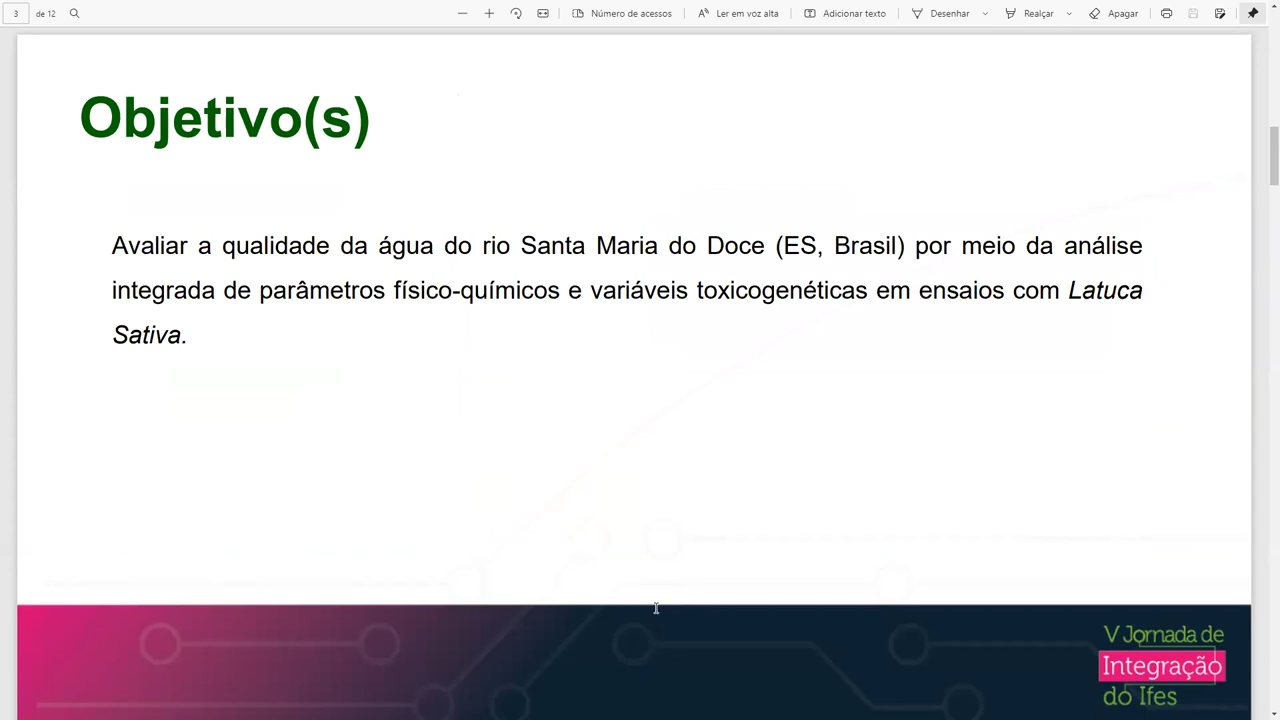 3 de 12 Número de acessos Ler em voz alta Adicionar texto Desenhar Realçar Apagar
Objetivo(s)
Avaliar a qualidade da água do rio Santa Maria do Doce (ES, Brasil) por meio da análise
integrada de parâmetros físico-químicos e variáveis toxicogenéticas em ensaios com Latuca
Sativa.
V Jornada de
Integração
do Ifes